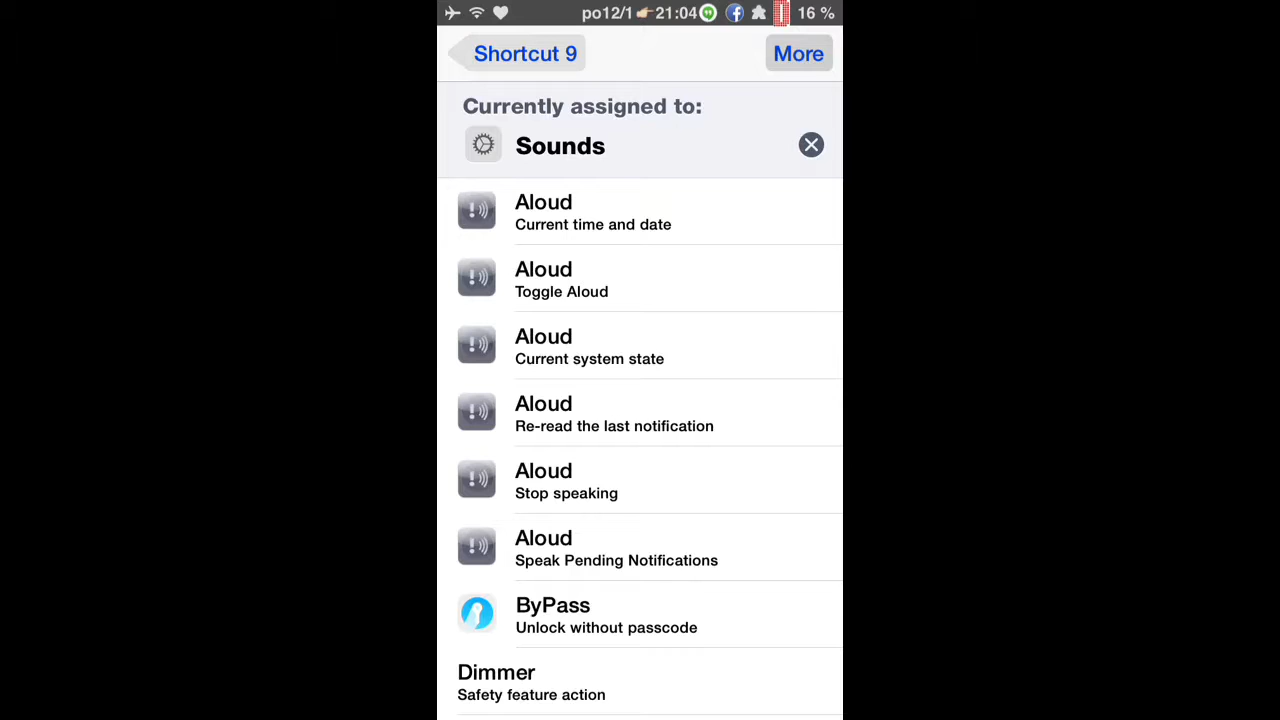 po12/1👉21:04 16 %
Shortcut 9 More
Currently assigned to:
Sounds
Aloud
Current time and date
Aloud
Toggle Aloud
Aloud
Current system state
Aloud
Re-read the last notification
Aloud
Stop speaking
Aloud
Speak Pending Notifications
ByPass
Unlock without passcode
Dimmer
Safety feature action